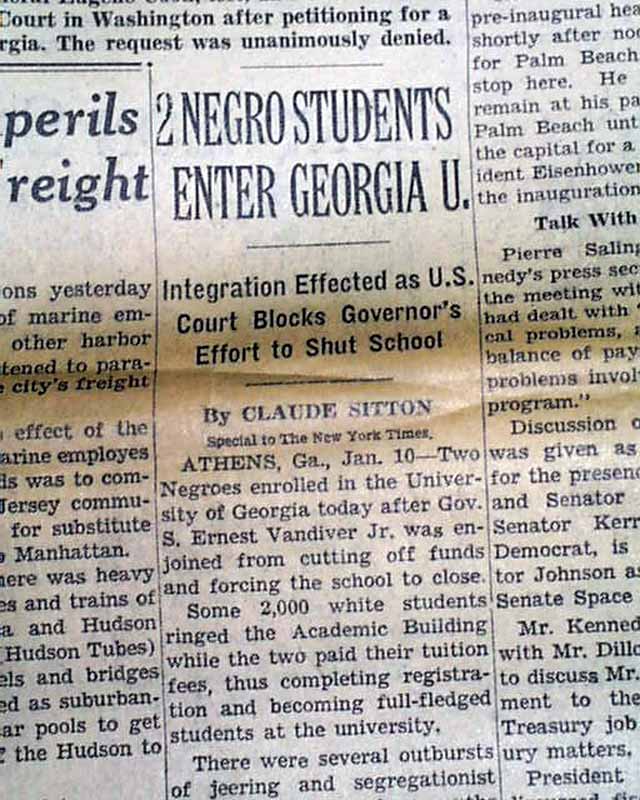 Court in Washington after petitioning for a
rgia. The request was unanimously denied.
perils
reight
ons yesterday
of marine em-
other harbor
tened to para-
e city's freight
effect of the
arine employes
ds was to com-
Jersey commu-
for substitute
Manhattan.
here was heavy
es and trains of
a and Hudson
Hudson Tubes)
els and bridges
ed as suburban-
ar pools to get
the Hudson to
2 NEGRO STUDENTS
ENTER GEORGIA U.
Integration Effected as U.S.
Court Blocks Governor's
Effort to Shut School
By CLAUDE SITTON
Special to The New York Times.
ATHENS, Ga., Jan. 10—Two
Negroes enrolled in the Univer-
sity of Georgia today after Gov.
S. Ernest Vandiver Jr. was en-
joined from cutting off funds
and forcing the school to close.
Some 2,000 white students
ringed the Academic Building
while the two paid their tuition
fees, thus completing registra-
tion and becoming full-fledged
students at the university.
There were several outbursts
of jeering and segregationist
pre-inaugural hea
shortly after noo
for Palm Beach
stop here. He
remain at his pa
Palm Beach unt
the capital for a
ident Eisenhower
the inauguration
Talk With
Pierre Saling
nedy's press sec
the meeting wit
had dealt with
cal problems,
balance of pay
problems invol
program."
Discussion o
was given as
for the presenc
and Senator
Senator Kerr
Democrat, is
tor Johnson as
Senate Space
Mr. Kenned
with Mr. Dillo
to discuss Mr.
ment to the
Treasury job
ury matters.
President